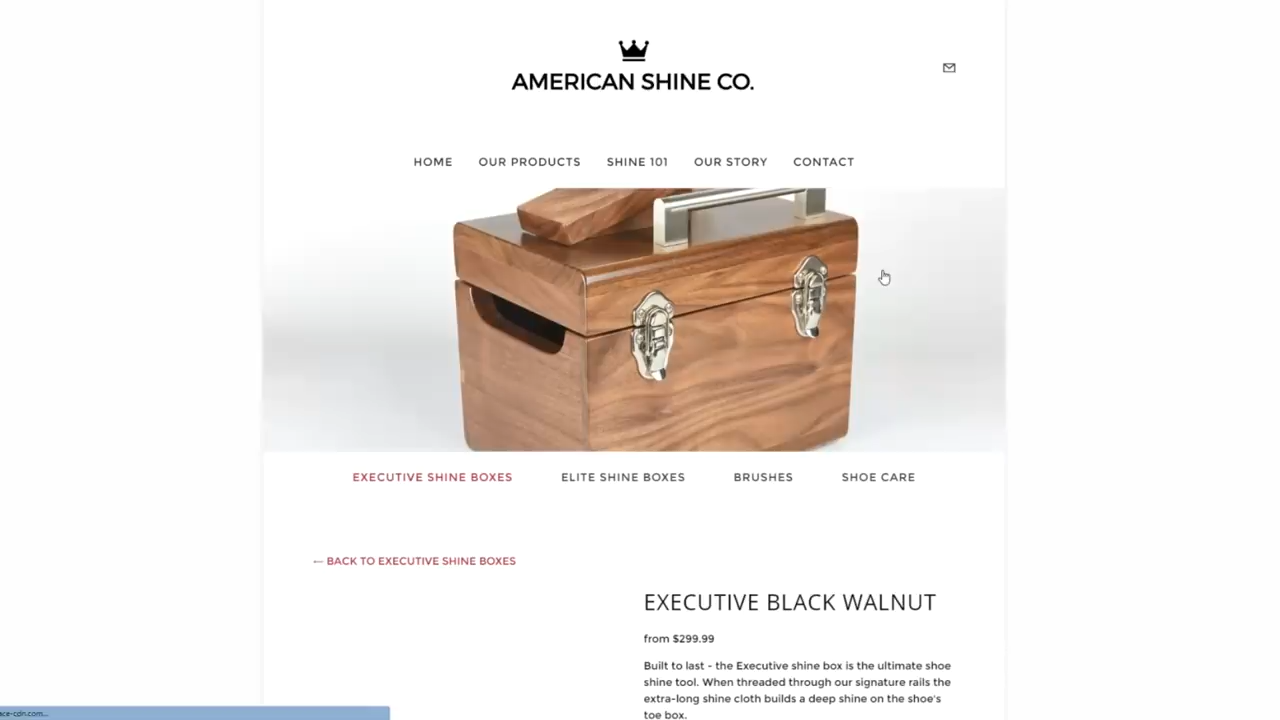 AMERICAN SHINE CO.
HOME OUR PRODUCTS SHINE 101 OUR STORY CONTACT
EXECUTIVE SHINE BOXES ELITE SHINE BOXES BRUSHES SHOE CARE
← BACK TO EXECUTIVE SHINE BOXES
EXECUTIVE BLACK WALNUT
from $299.99
Built to last - the Executive shine box is the ultimate shoe
shine tool. When threaded through our signature rails the
extra-long shine cloth builds a deep shine on the shoe's
toe box.
ace-cdn.com...